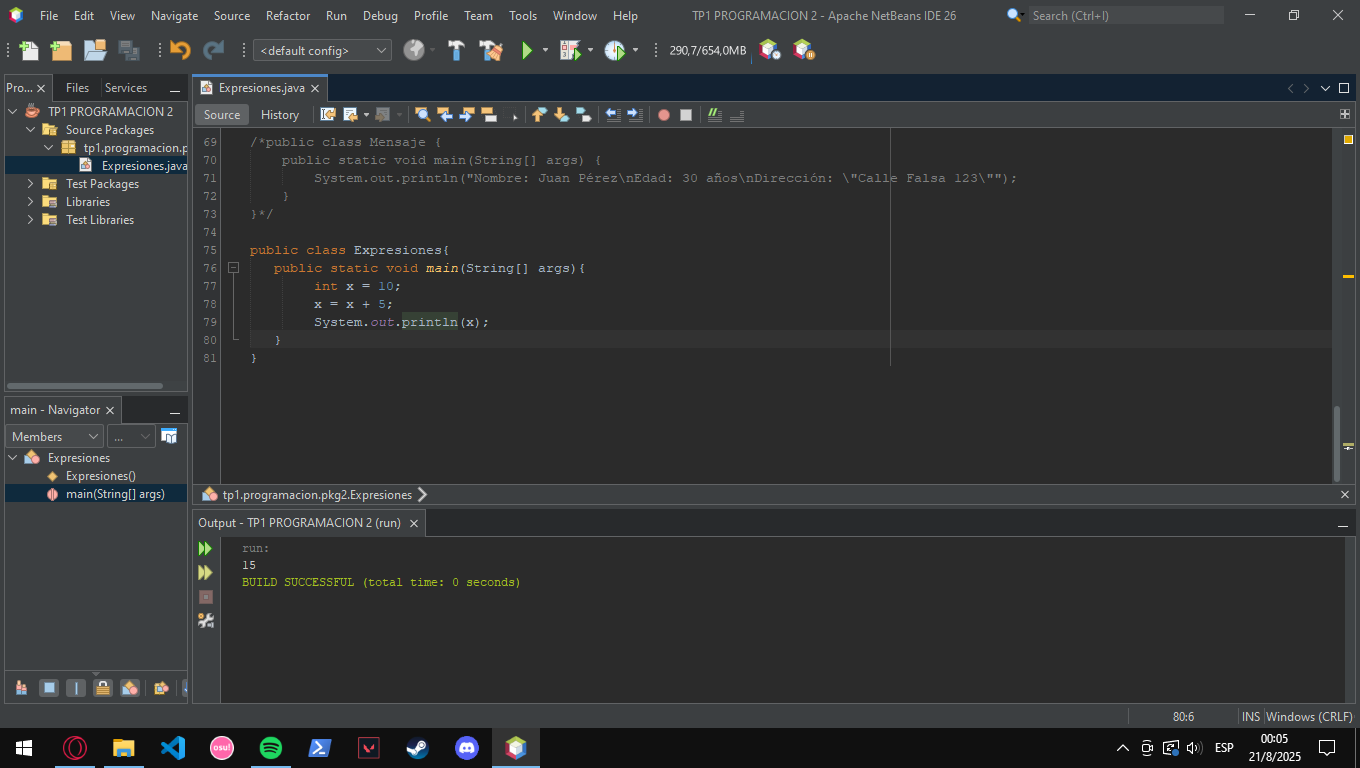 File Edit View Navigate Source Refactor Run Debug Profile Team Tools Window Help TP1 PROGRAMACION 2 - Apache NetBeans IDE 26 Search (Ctrl+I)
<default config> 290,7/654,0MB
Pro... Files Services
TP1 PROGRAMACION 2
Source Packages
tp1.programacion.p
Expresiones.java
Test Packages
Libraries
Test Libraries
Expresiones.java
Source History
69 /*public class Mensaje {
70 public static void main(String[] args) {
71 System.out.println("Nombre: Juan Pérez\nEdad: 30 años\nDirección: \"Calle Falsa 123\"");
72 }
73 }*/
74
75 public class Expresiones{
76 public static void main(String[] args){
77 int x = 10;
78 x = x + 5;
79 System.out.println(x);
80 }
81 }
main - Navigator
Members ...
Expresiones
Expresiones()
main(String[] args)
tp1.programacion.pkg2.Expresiones
Output - TP1 PROGRAMACION 2 (run)
run:
15
BUILD SUCCESSFUL (total time: 0 seconds)
80:6 INS Windows (CRLF)
osu!
ESP
00:05
21/8/2025